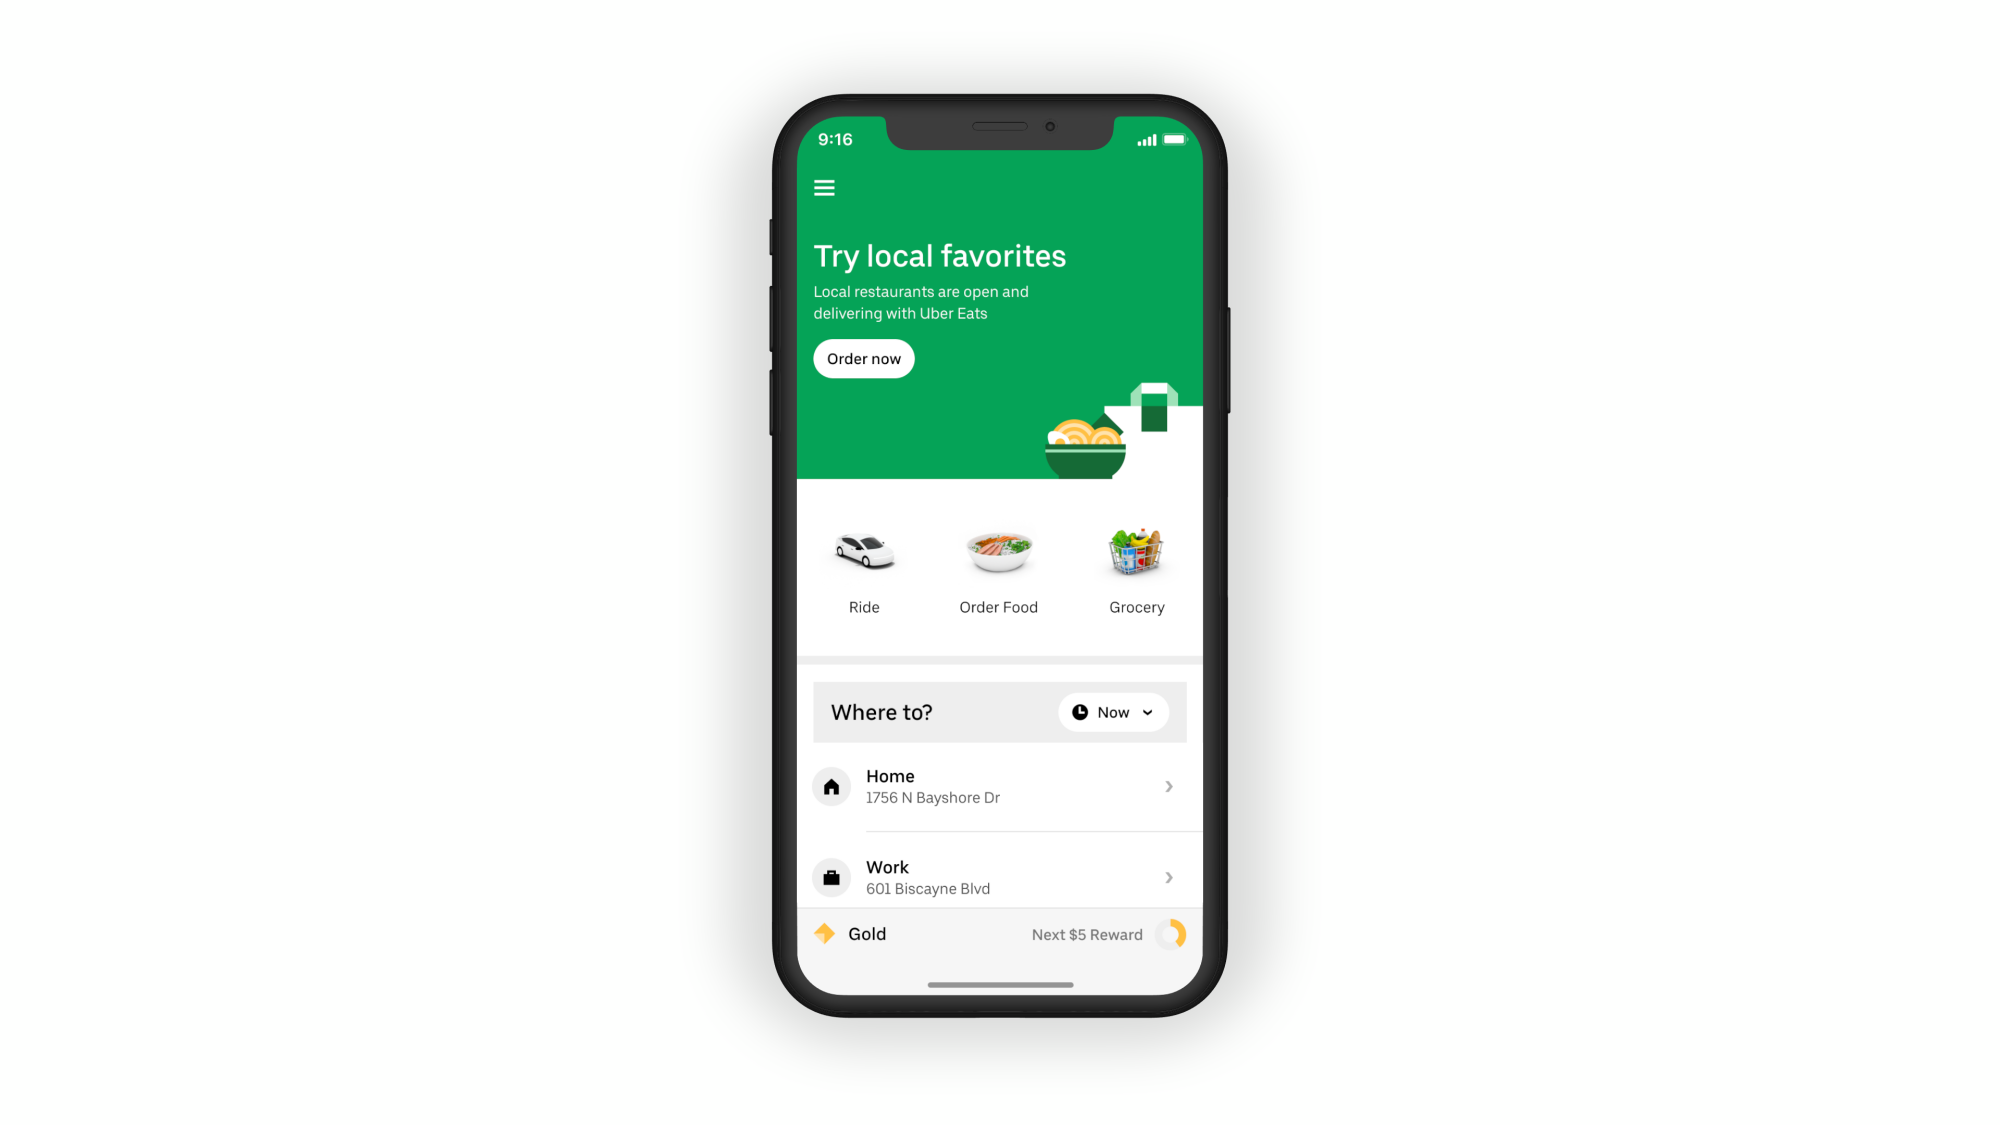 9:16
Try local favorites
Local restaurants are open and
delivering with Uber Eats
Order now
Ride
Order Food
Grocery
Where to?
Now
Home
1756 N Bayshore Dr
Work
601 Biscayne Blvd
Gold
Next $5 Reward